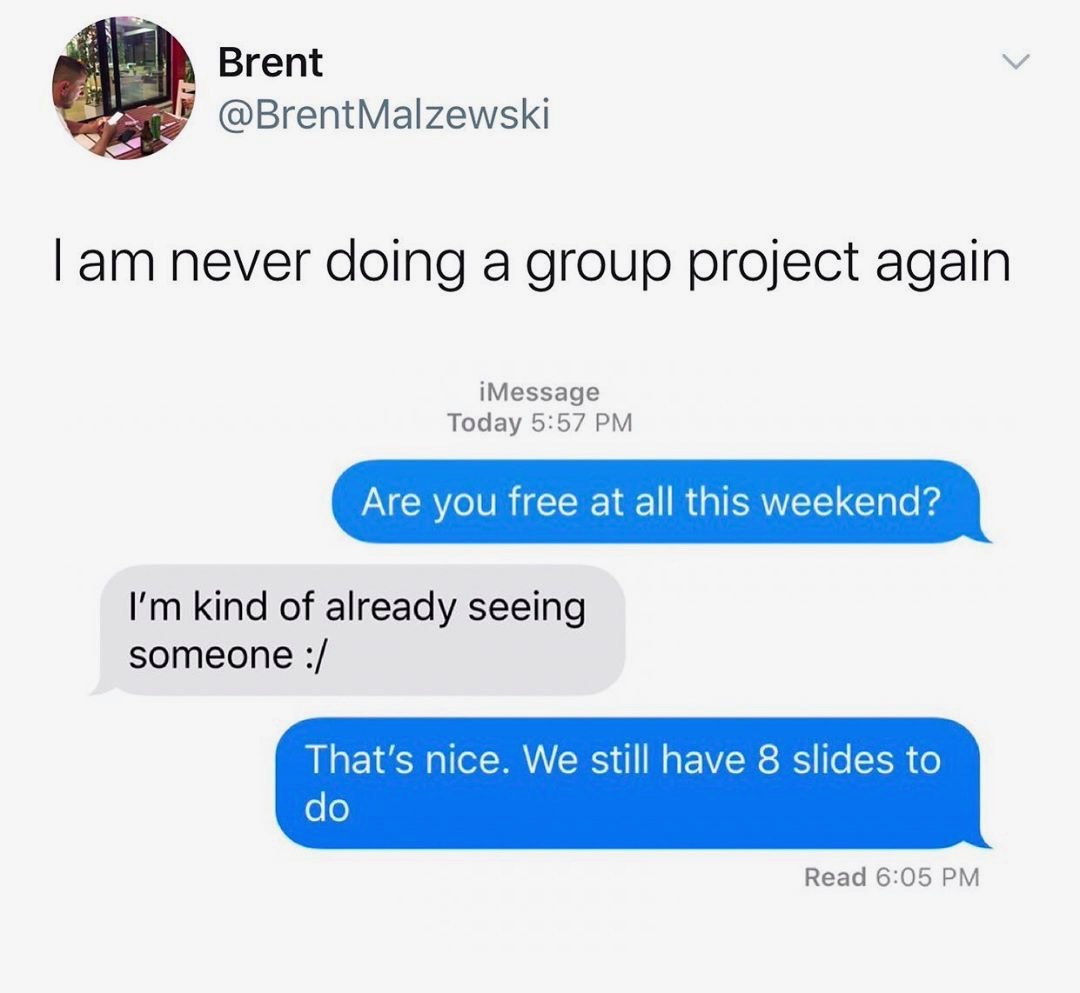 Brent
@BrentMalzewski
I am never doing a group project again
iMessage
Today 5:57 PM
Are you free at all this weekend?
I'm kind of already seeing
someone :/
That's nice. We still have 8 slides to
do
Read 6:05 PM